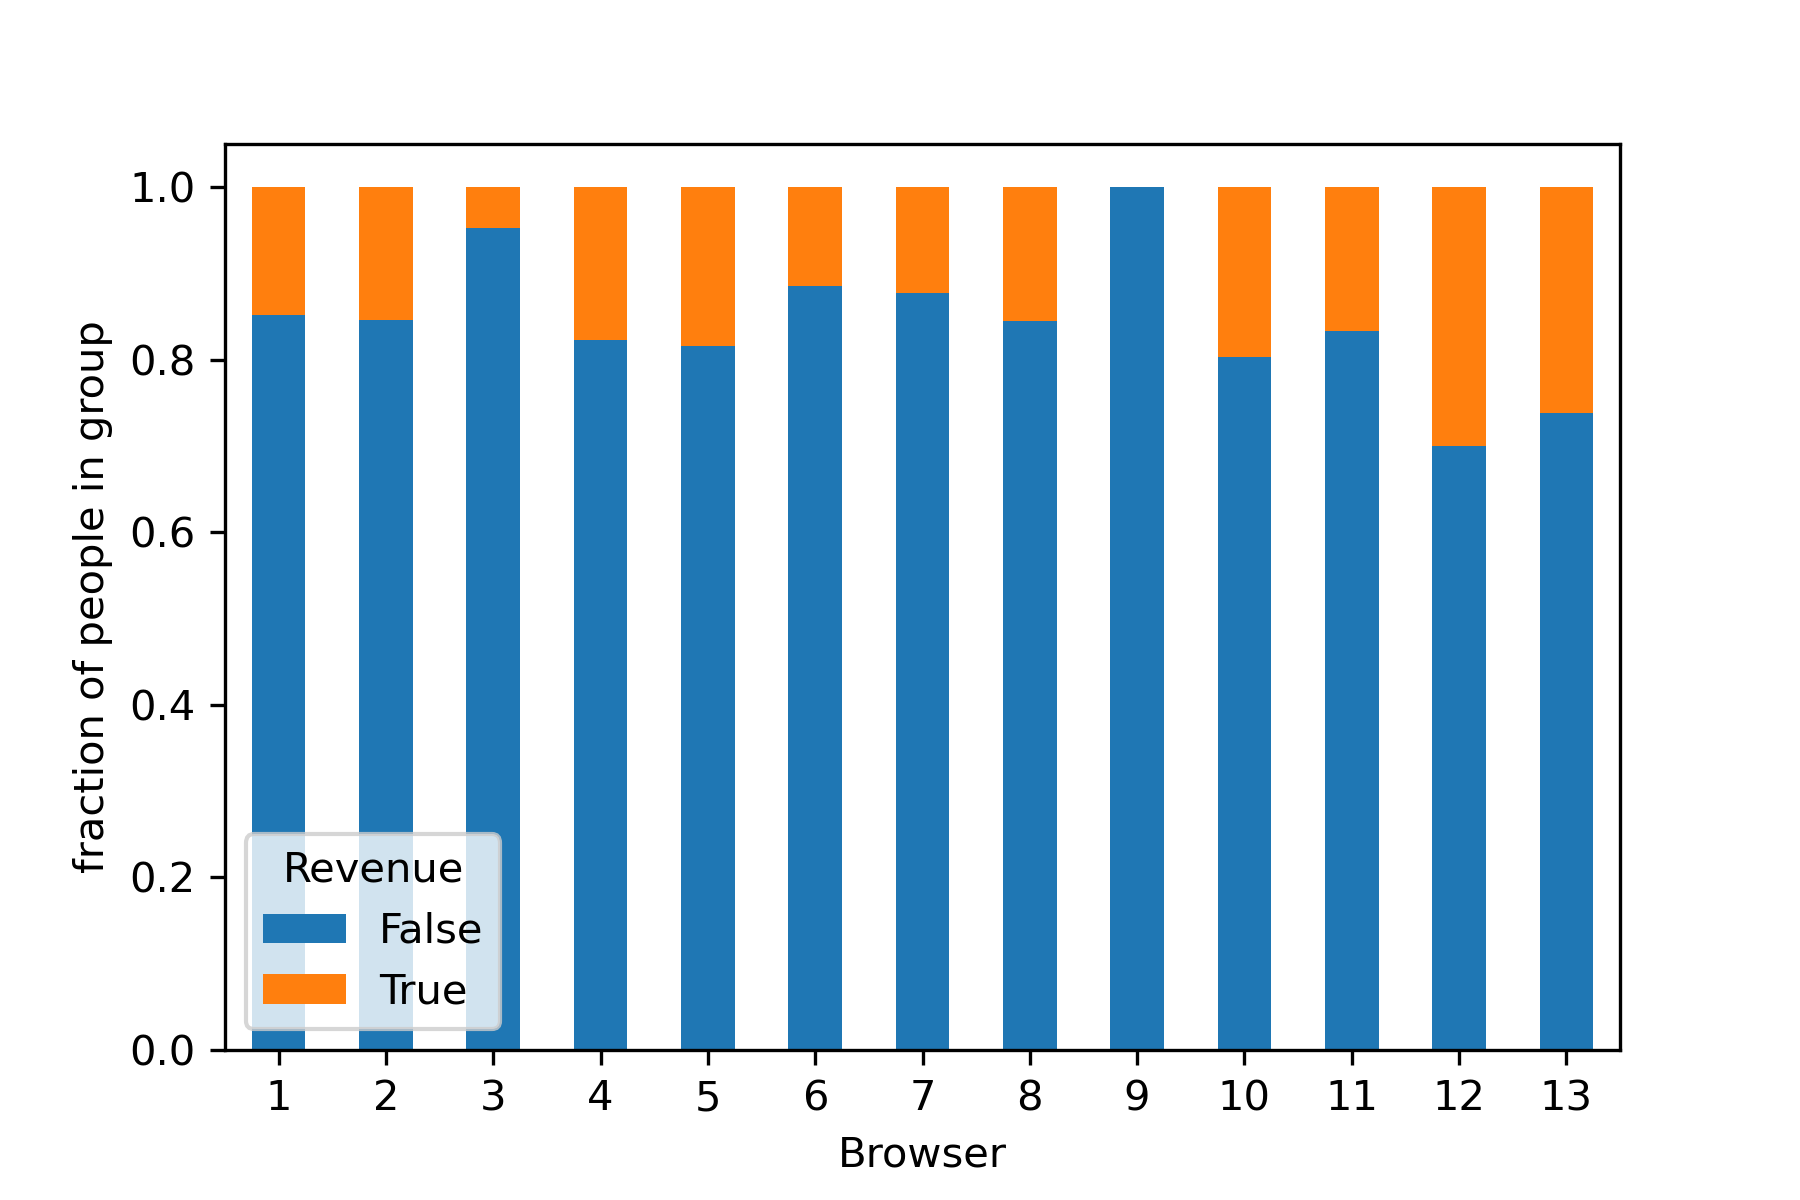 1.0
0.8
0.6
0.4
0.2
0.0
fraction of people in group
Revenue
False
True
1 2 3 4 5 6 7 8 9 10 11 12 13
Browser